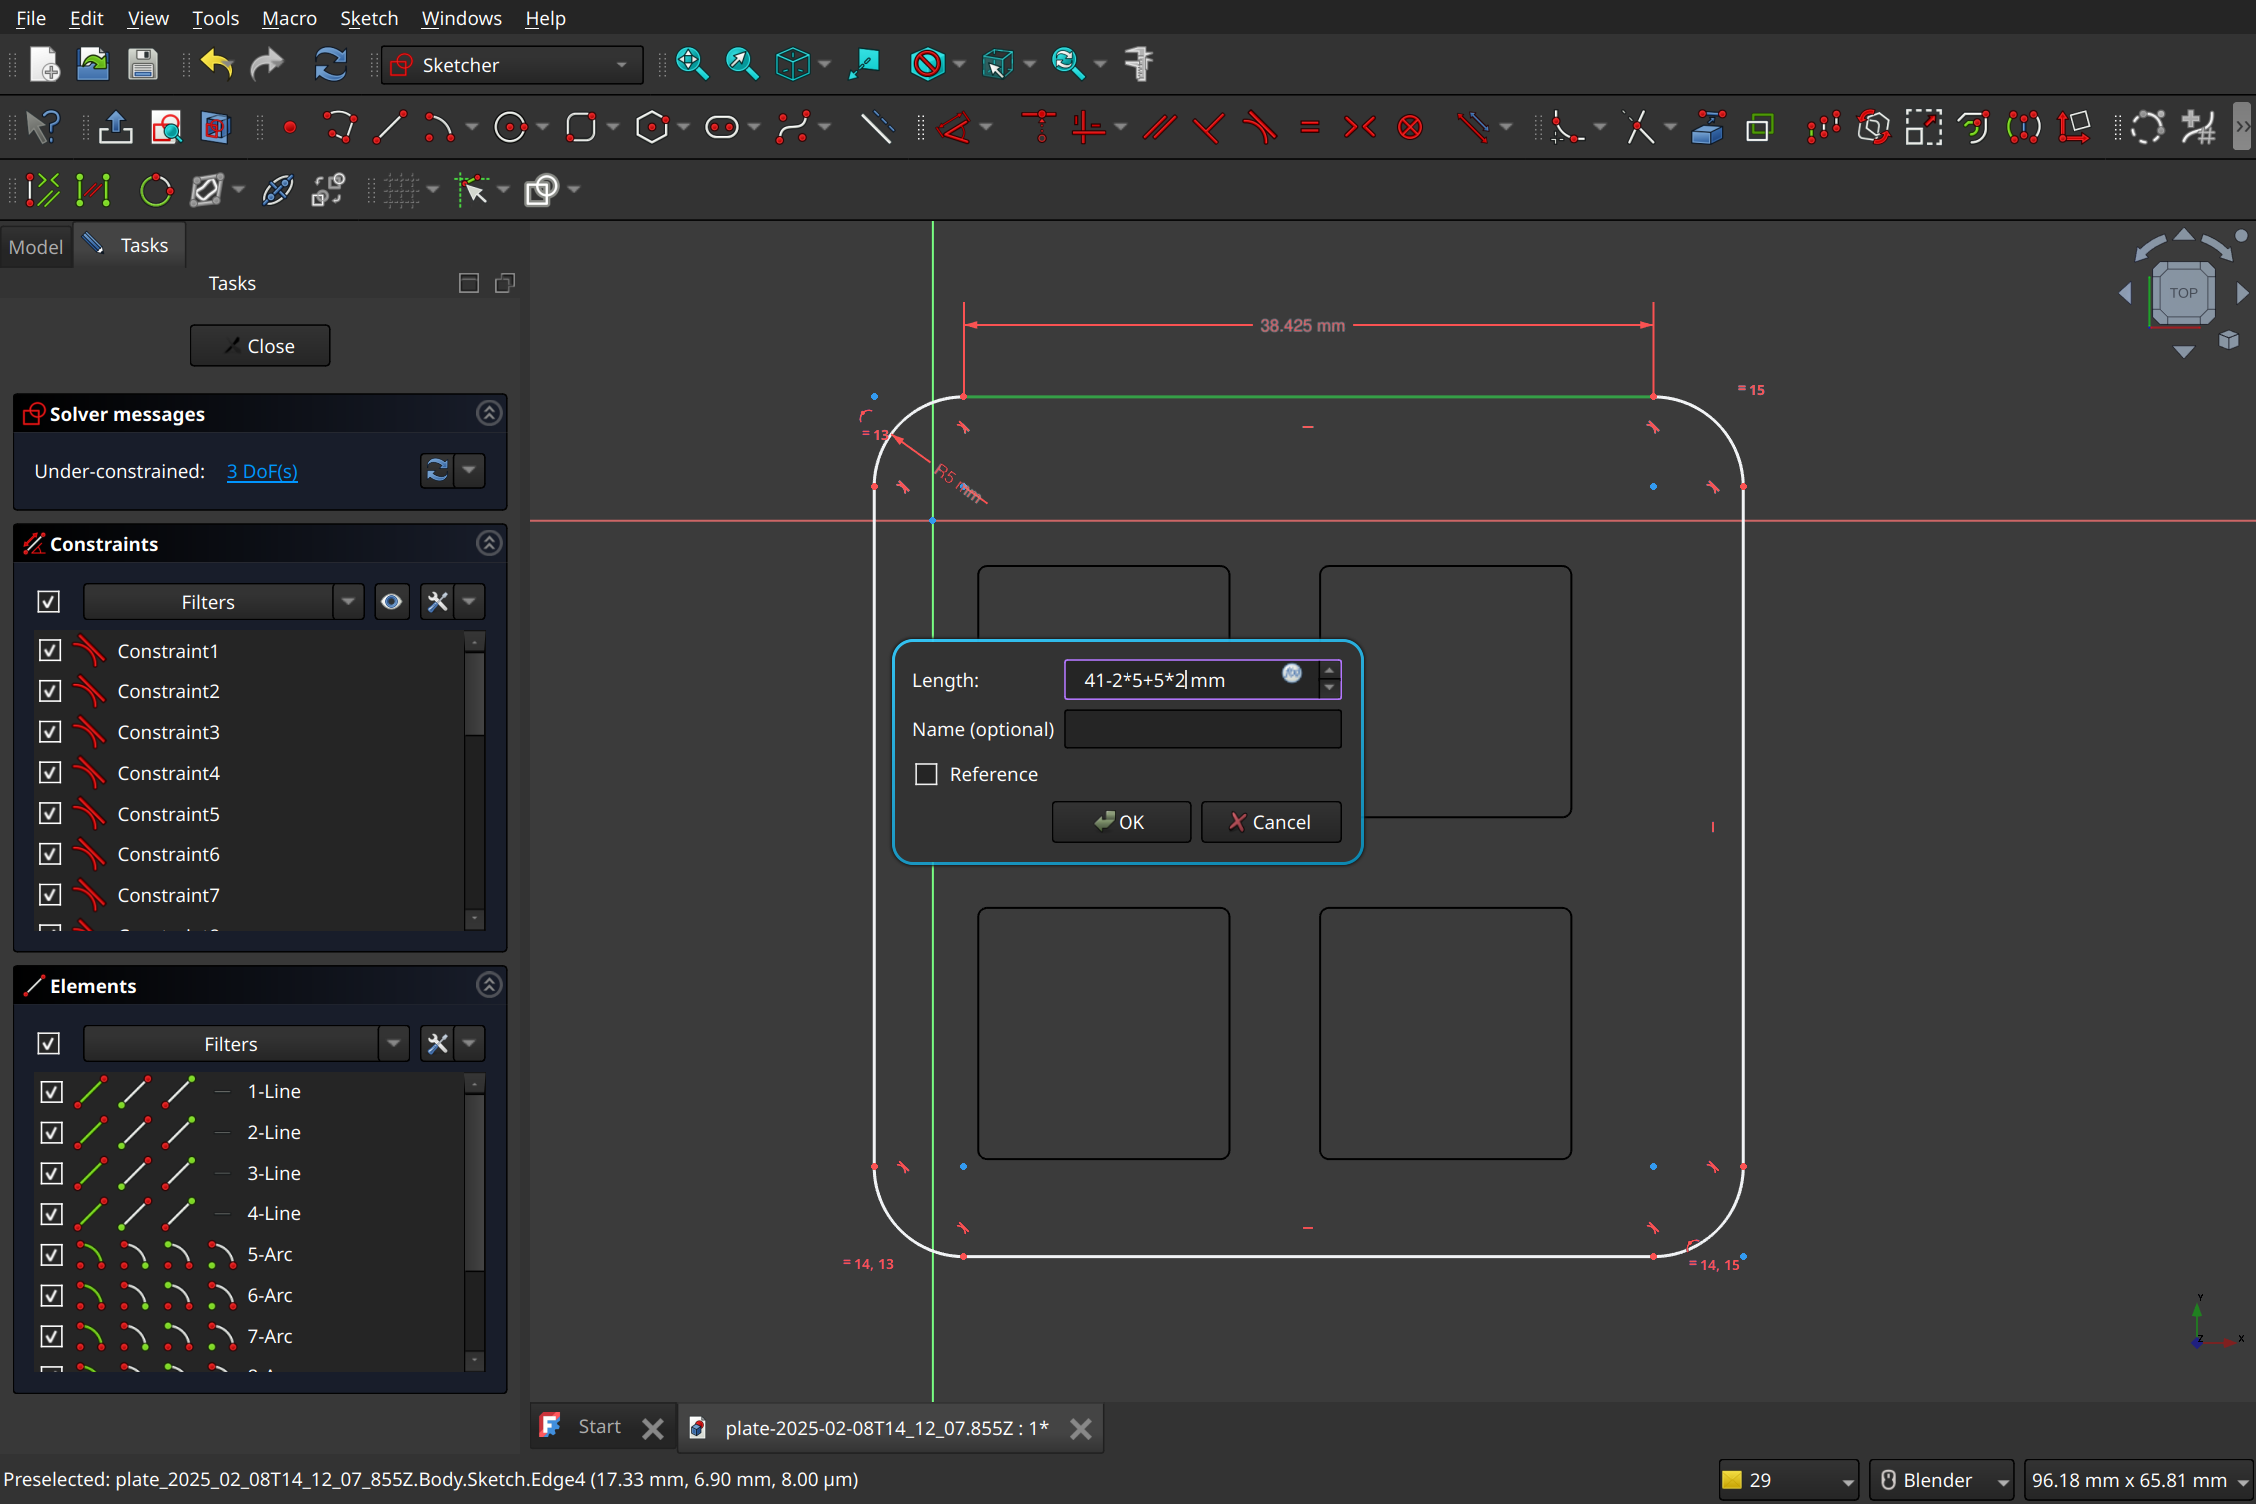 File Edit View Tools Macro Sketch Windows Help
Sketcher
Model Tasks
Tasks
Close
Solver messages
Under-constrained: 3 DoF(s)
Constraints
Filters
Constraint1
Constraint2
Constraint3
Constraint4
Constraint5
Constraint6
Constraint7
Elements
Filters
1-Line
2-Line
3-Line
4-Line
5-Arc
6-Arc
7-Arc
TOP
38.425 mm
= 15
= 13
R5 mm
Length: 41-2*5+5*2 mm
Name (optional)
Reference
OK Cancel
= 14, 13
= 14, 15
Y
Z X
Start plate-2025-02-08T14_12_07.855Z : 1*
Preselected: plate_2025_02_08T14_12_07_855Z.Body.Sketch.Edge4 (17.33 mm, 6.90 mm, 8.00 µm)
29 Blender 96.18 mm x 65.81 mm